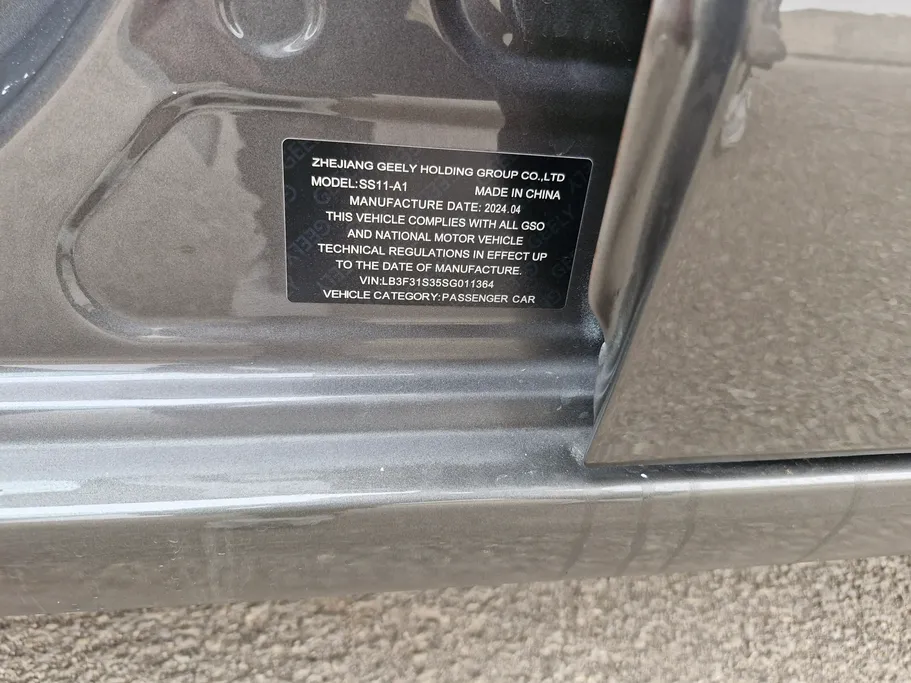 ZHEJIANG GEELY HOLDING GROUP CO.,LTD
MODEL:SS11-A1 MADE IN CHINA
MANUFACTURE DATE: 2024.04
THIS VEHICLE COMPLIES WITH ALL GSO
AND NATIONAL MOTOR VEHICLE
TECHNICAL REGULATIONS IN EFFECT UP
TO THE DATE OF MANUFACTURE.
VIN:LB3F31S35SG011364
VEHICLE CATEGORY:PASSENGER CAR